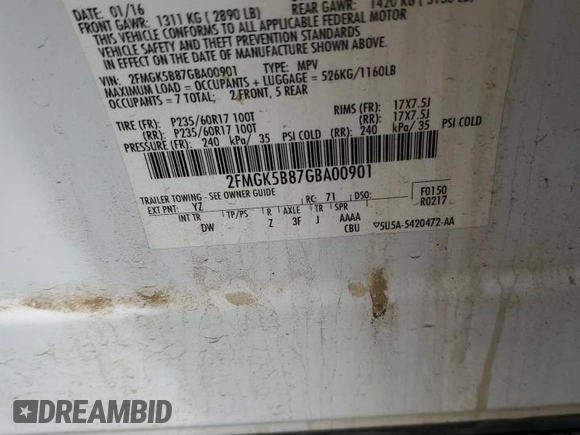 DATE: 01/16
FRONT GAWR: 1311 KG ( 2890 LB) REAR GAWR: 1420 KG (
THIS VEHICLE CONFORMS TO ALL APPLICABLE FEDERAL MOTOR
VEHICLE SAFETY AND
IN EFFECT ON THE DATE OF MANUFACTURE SHOWN ABOVE.
VIN: 2FMGK5B87GBA00901 TYPE: MPV
MAXIMUM LOAD = OCCUPANTS + LUGGAGE = 526KG/1160LB
OCCUPANTS = 7 TOTAL; 2 FRONT, 5 REAR
TIRE (FR): P235/60R17 100T RIMS (FR): 17X7.5J
(RR): P235/60R17 100T (RR): 17X7.5J
PRESSURE (FR): 240 kPa/ 35 PSI COLD (RR): 240 kPa/ 35 PSI COLD
2FMGK5B87GBA00901
TRAILER TOWING - SEE OWNER GUIDE
EXT PNT: YZ RC: 71 DSO: F0150
R0217
INT TR TP/PS R AXLE TR SPR
DW Z 3F J AAAA
CBU ▽5U5A-5420472-AA
DREAMBID